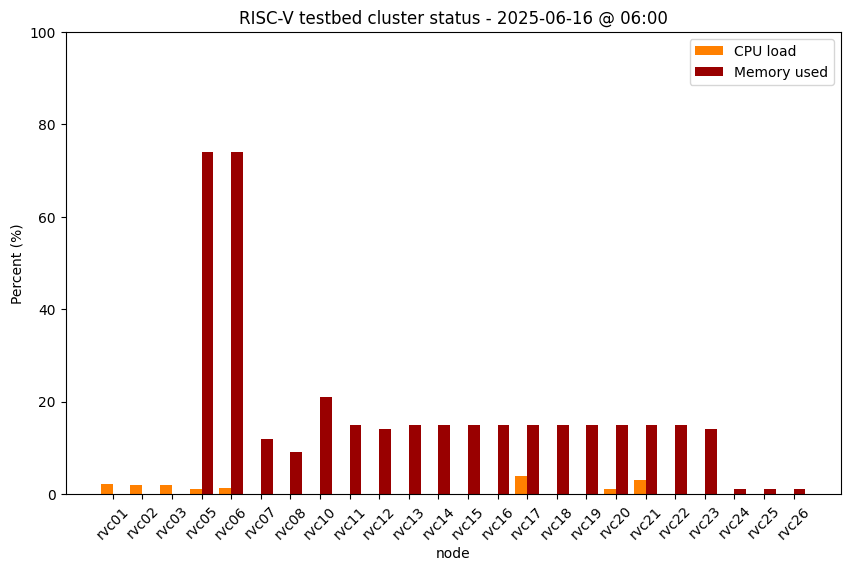 RISC-V testbed cluster status - 2025-06-16 @ 06:00
CPU load
Memory used
Percent (%)
100
80
60
40
20
0
rvc01 rvc02 rvc03 rvc05 rvc06 rvc07 rvc08 rvc10 rvc11 rvc12 rvc13 rvc14 rvc15 rvc16 rvc17 rvc18 rvc19 rvc20 rvc21 rvc22 rvc23 rvc24 rvc25 rvc26
node